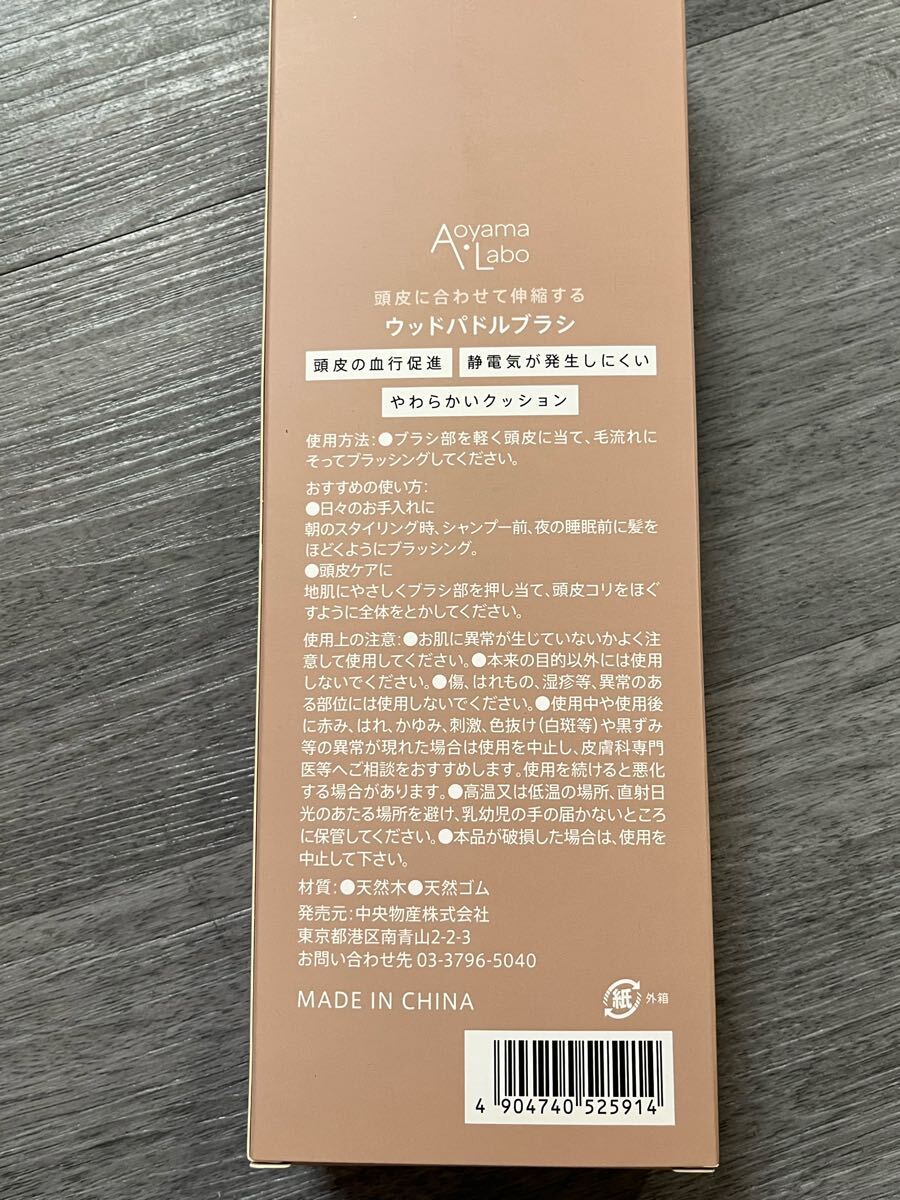 Aoyama
Labo
頭皮に合わせて伸縮する
ウッドパドルブラシ
頭皮の血行促進 静電気が発生しにくい
やわらかいクッション
使用方法:●ブラシ部を軽く頭皮に当て、毛流れに
そってブラッシングしてください。
おすすめの使い方:
●日々のお手入れに
朝のスタイリング時、シャンプー前、夜の睡眠前に髪を
ほどくようにブラッシング。
●頭皮ケアに
地肌にやさしくブラシ部を押し当て、頭皮コリをほぐ
すように全体をとかしてください。
使用上の注意:●お肌に異常が生じていないかよく注
意して使用してください。●本来の目的以外には使用
しないでください。●傷、はれもの、湿疹等、異常のあ
る部位には使用しないでください。●使用中や使用後
に赤み、はれ、かゆみ、刺激、色抜け(白斑等)や黒ずみ
等の異常が現れた場合は使用を中止し、皮膚科専門
医等へご相談をおすすめします。使用を続けると悪化
する場合があります。●高温又は低温の場所、直射日
光のあたる場所を避け、乳幼児の手の届かないところ
に保管してください。●本品が破損した場合は、使用を
中止して下さい。
材質:●天然木●天然ゴム
発売元:中央物産株式会社
東京都港区南青山2-2-3
お問い合わせ先 03-3796-5040
MADE IN CHINA
紙 外箱
4 904740 525914